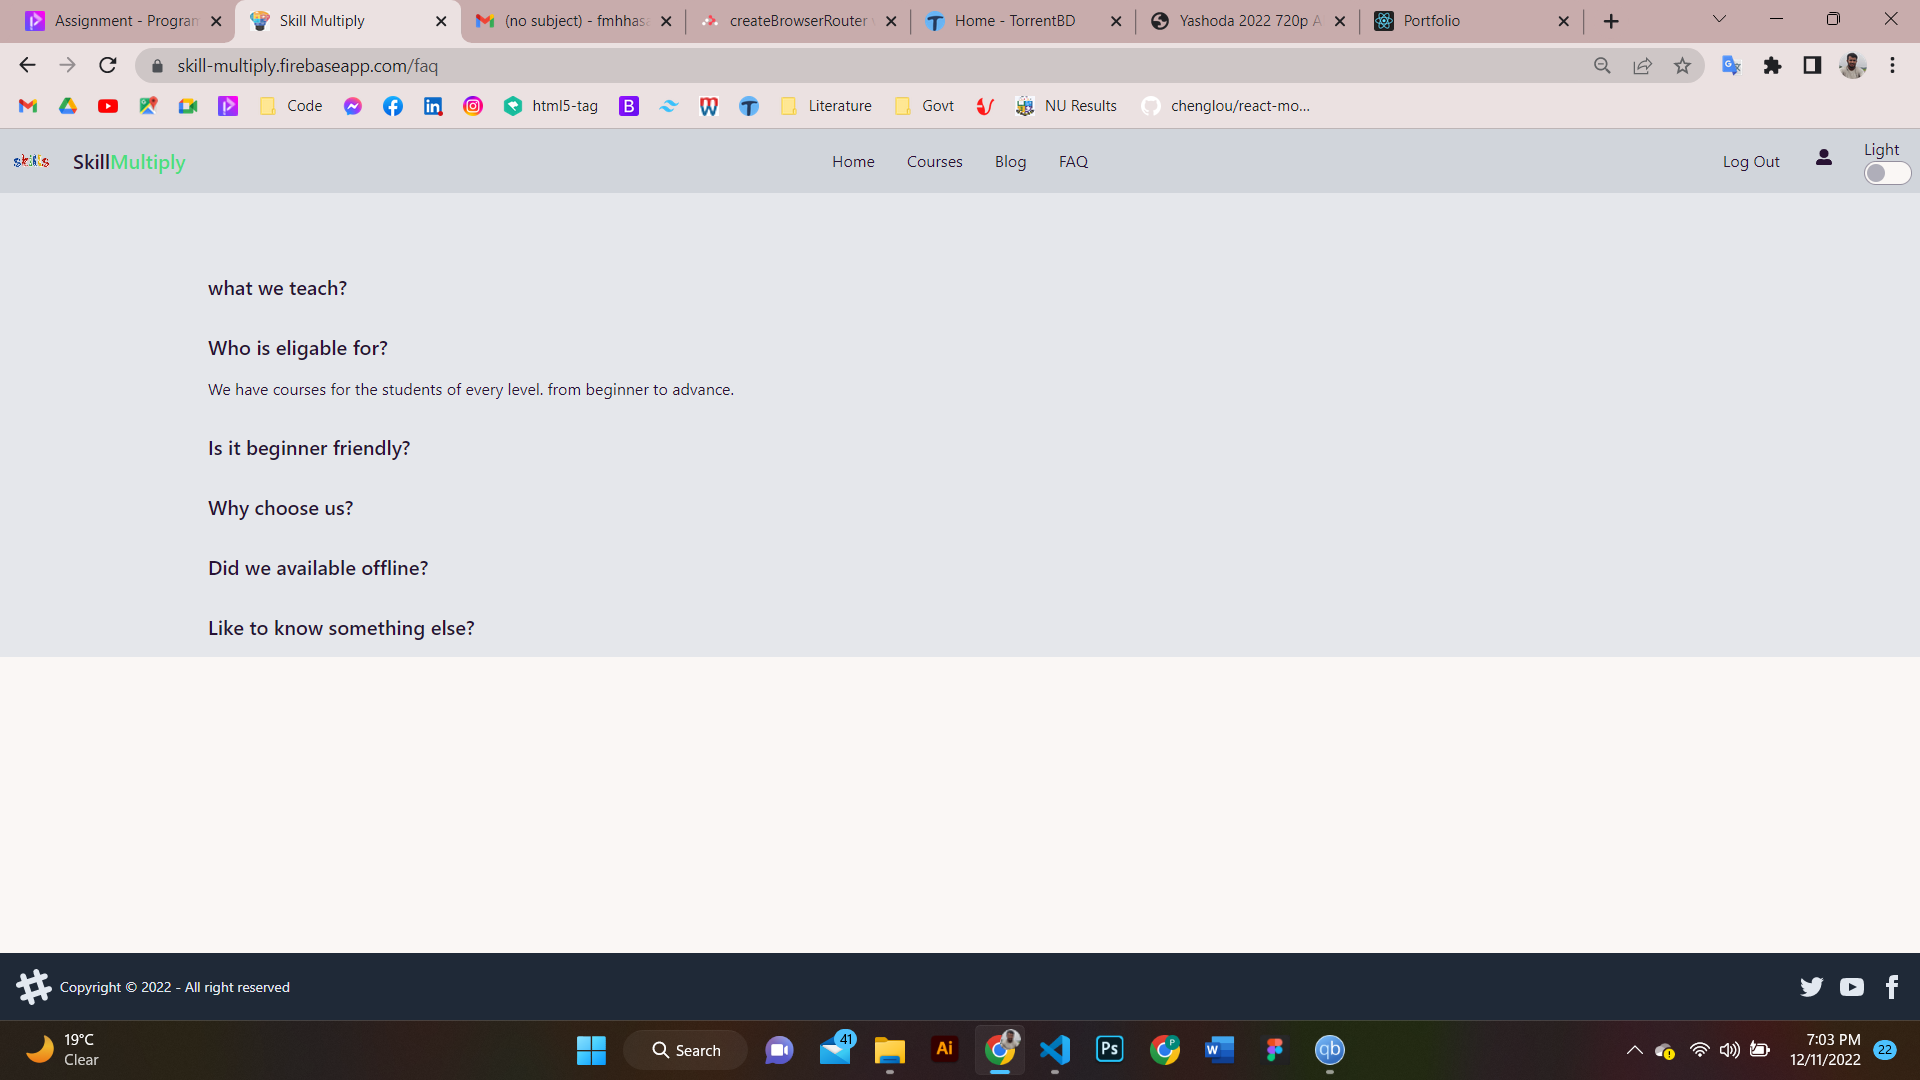 Assignment - Program
Skill Multiply
(no subject) - fmhhasa
createBrowserRouter
Home - TorrentBD
Yashoda 2022 720p A
Portfolio
skill-multiply.firebaseapp.com/faq
Code
html5-tag
Literature
Govt
NU Results
chenglou/react-mo...
skills
SkillMultiply
Home
Courses
Blog
FAQ
Log Out
Light
what we teach?
Who is eligable for?
We have courses for the students of every level. from beginner to advance.
Is it beginner friendly?
Why choose us?
Did we available offline?
Like to know something else?
Copyright © 2022 - All right reserved
19°C
Clear
Search
41
Ai
Ps
P
W
qb
7:03 PM
12/11/2022
22